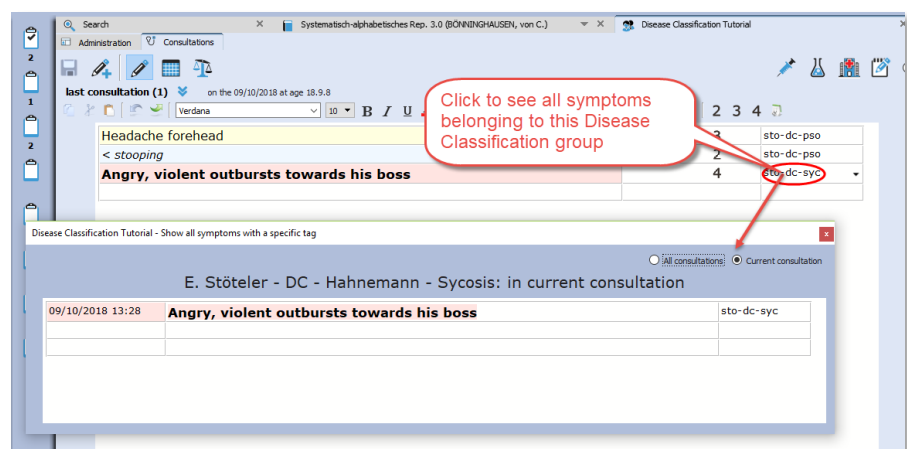 Search
Systematisch-alphabetisches Rep. 3.0 (BÖNNINGHAUSEN, von C.)
Disease Classification Tutorial
Administration
Consultations
2
last consultation (1)
on the 09/10/2018 at age 18.9.8
1
Verdana
10
B I U
2 3 4
Click to see all symptoms
belonging to this Disease
Classification group
Headache forehead
3
sto-dc-pso
2
< stooping
2
sto-dc-pso
Angry, violent outbursts towards his boss
4
sto-dc-syc
Disease Classification Tutorial - Show all symptoms with a specific tag
x
All consultations
Current consultation
E. Stöteler - DC - Hahnemann - Sycosis: in current consultation
09/10/2018 13:28
Angry, violent outbursts towards his boss
sto-dc-syc